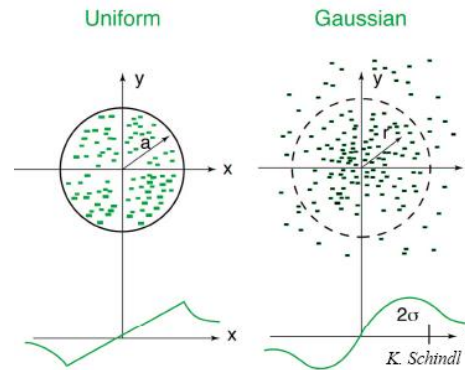 Uniform
Gaussian
y
y
a
r
x
x
x
2σ
K. Schindl